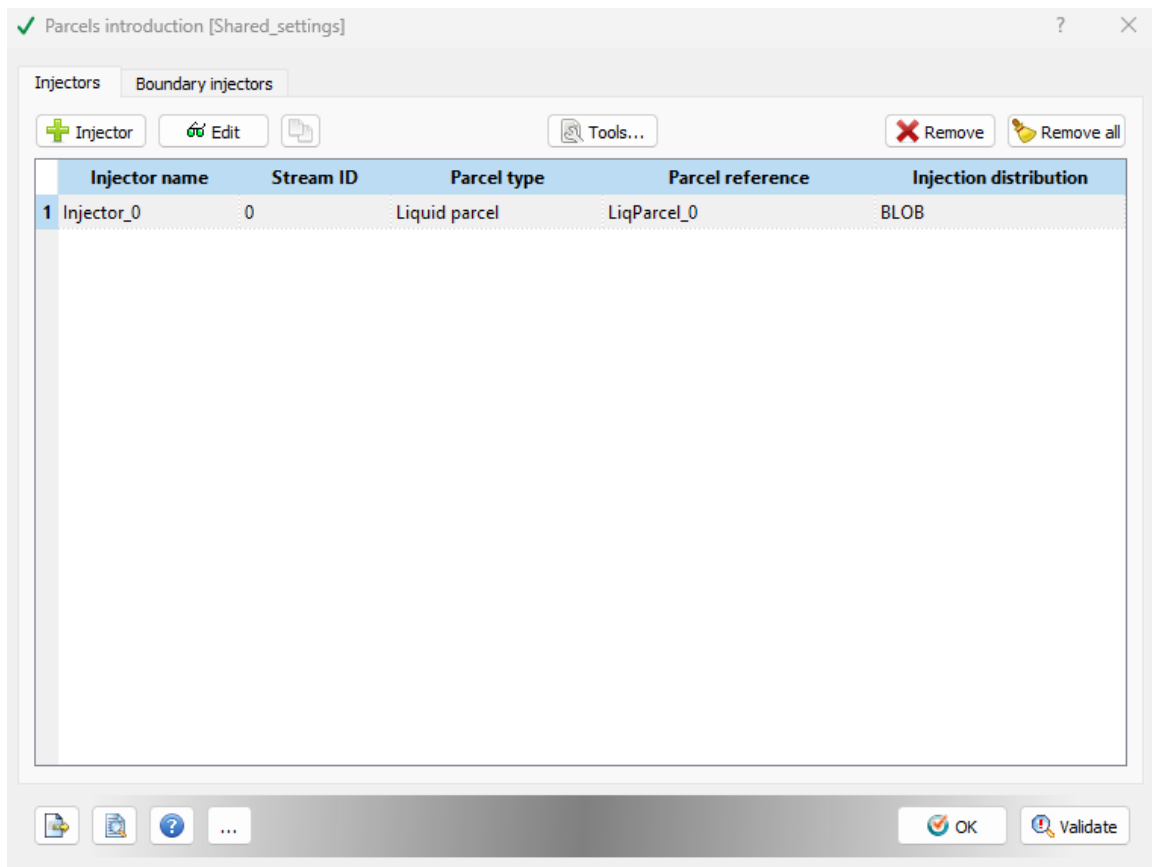 Parcels introduction [Shared_settings] ?
Injectors Boundary injectors
Injector Edit Tools... Remove Remove all
Injector name Stream ID Parcel type Parcel reference Injection distribution
1 Injector_0 0 Liquid parcel LiqParcel_0 BLOB
? ... OK Validate